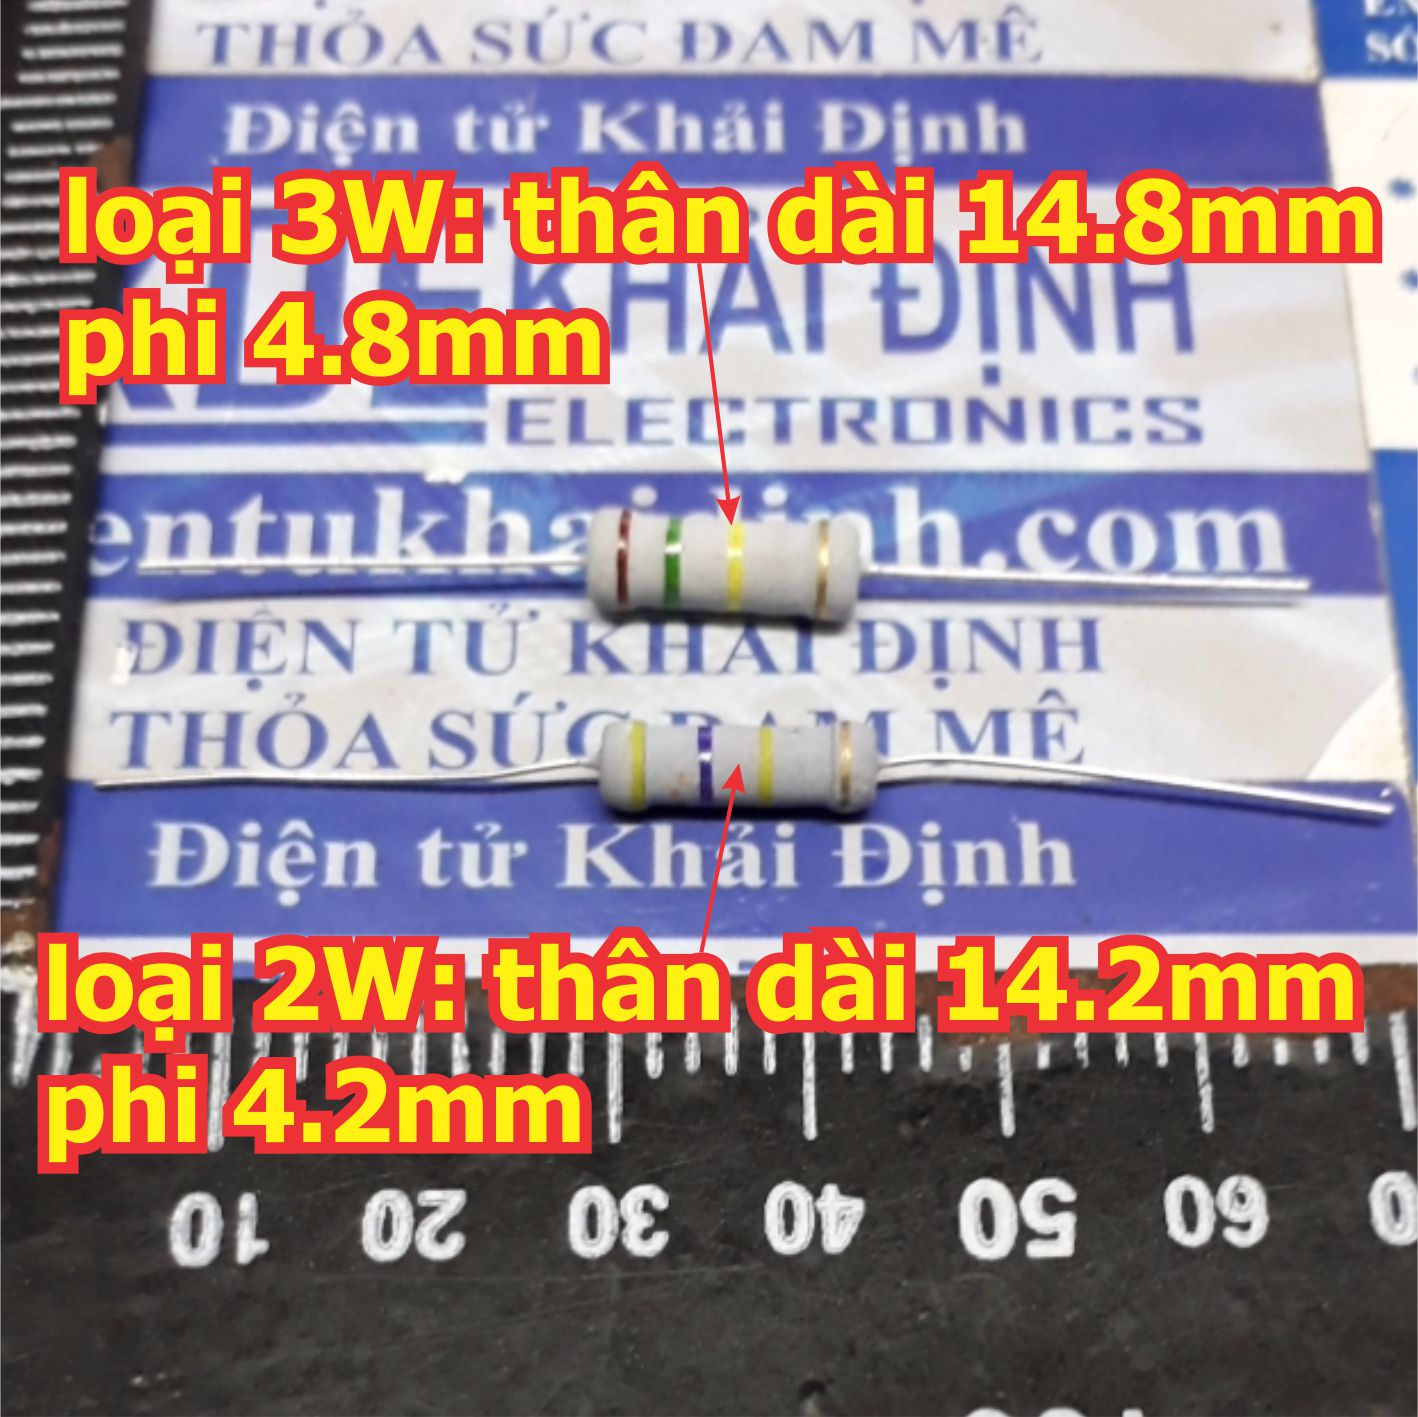 THỎA SỨC ĐAM MÊ
Điện tử Khải Định
loại 3W: thân dài 14.8mm
phi 4.8mm
KHẢI ĐỊNH
ELECTRONICS
ĐIỆN TỬ KHẢI ĐỊNH
THỎA SỨC ĐAM MÊ
Điện tử Khải Định
loại 2W: thân dài 14.2mm
phi 4.2mm
10 20 30 40 50 60